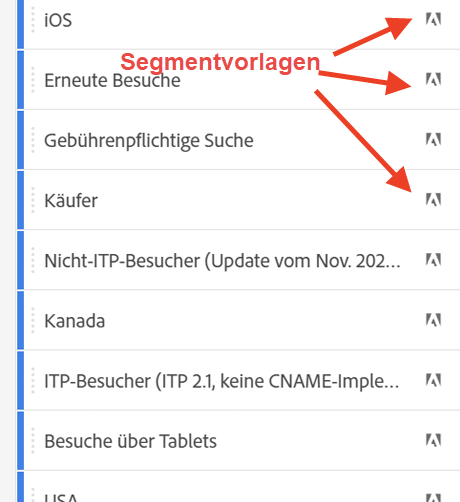 iOS
Segmentvorlagen
Erneute Besuche
Gebührenpflichtige Suche
Käufer
Nicht-ITP-Besucher (Update vom Nov. 202...
Kanada
ITP-Besucher (ITP 2.1, keine CNAME-Imple...
Besuche über Tablets
USA